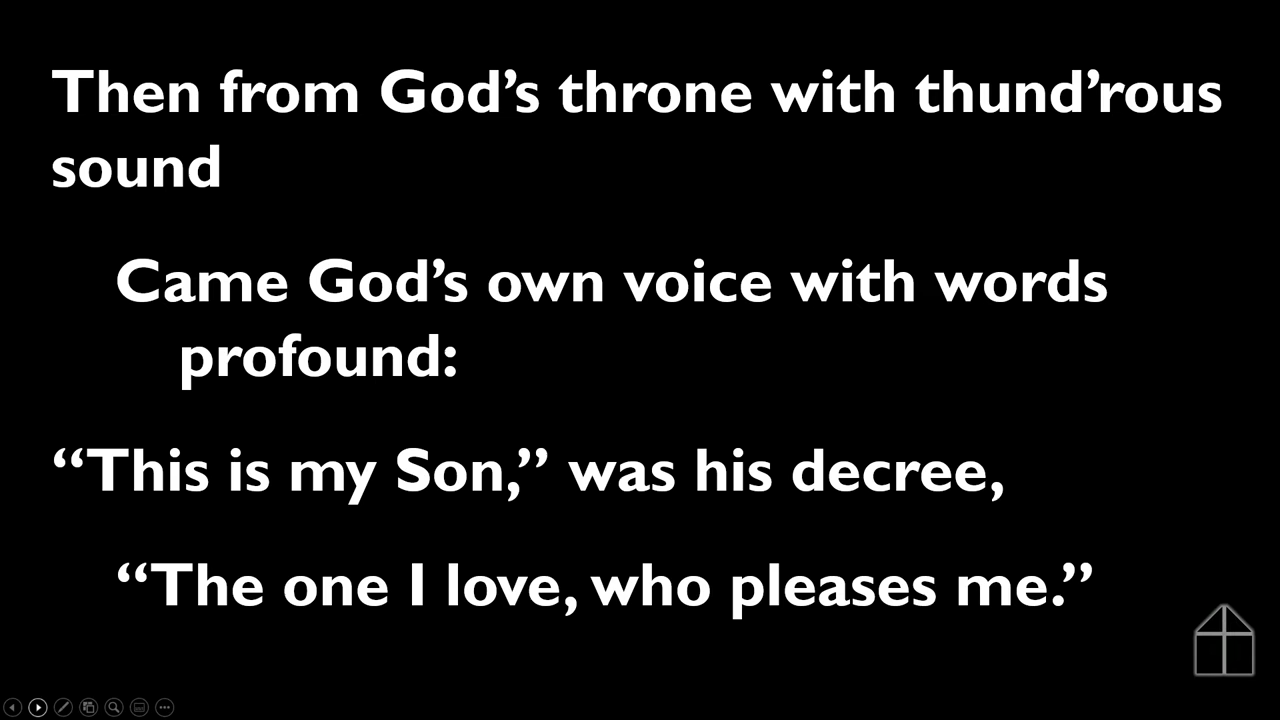 Then from God’s throne with thund’rous
sound
Came God’s own voice with words
profound:
“This is my Son,” was his decree,
“The one I love, who pleases me.”